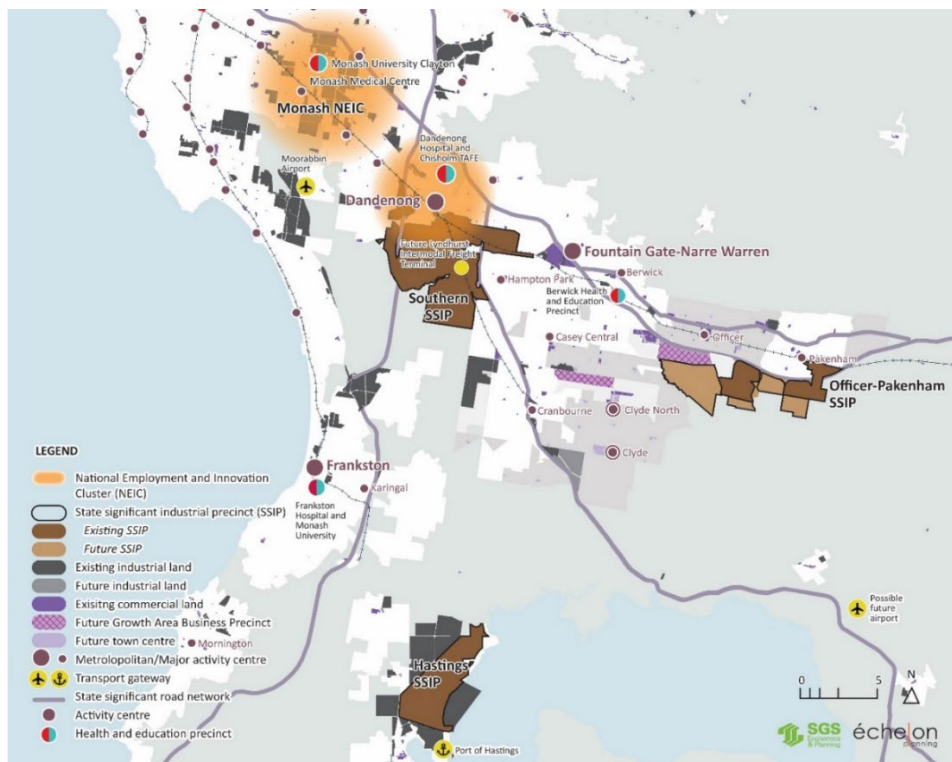 Monash University Clayton
Monash Medical Centre
Monash NEIC
Dandenong
Hospital and
Chisholm TAFE
Moorabbin
Airport
Dandenong
Future Lyndhurst
Intermodal Freight
Terminal
Fountain Gate-Narre Warren
Hampton Park
Berwick
Berwick Health
and Education
Precinct
Southern
SSIP
Casey Central
Officer
Pakenham
Officer-Pakenham
SSIP
Cranbourne
Clyde North
Clyde
LEGEND
National Employment and Innovation
Cluster (NEIC)
State significant industrial precinct (SSIP)
Existing SSIP
Future SSIP
Existing industrial land
Future industrial land
Exisiting commercial land
Future Growth Area Business Precinct
Future town centre
Metrolopolitan/Major activity centre
Transport gateway
State significant road network
Activity centre
Health and education precinct
Frankston
Karingal
Frankston
Hospital and
Monash
University
Mornington
Hastings
SSIP
Port of Hastings
Possible
future
airport
N
0 5
SGS
Economics
& Planning
échelon
planning